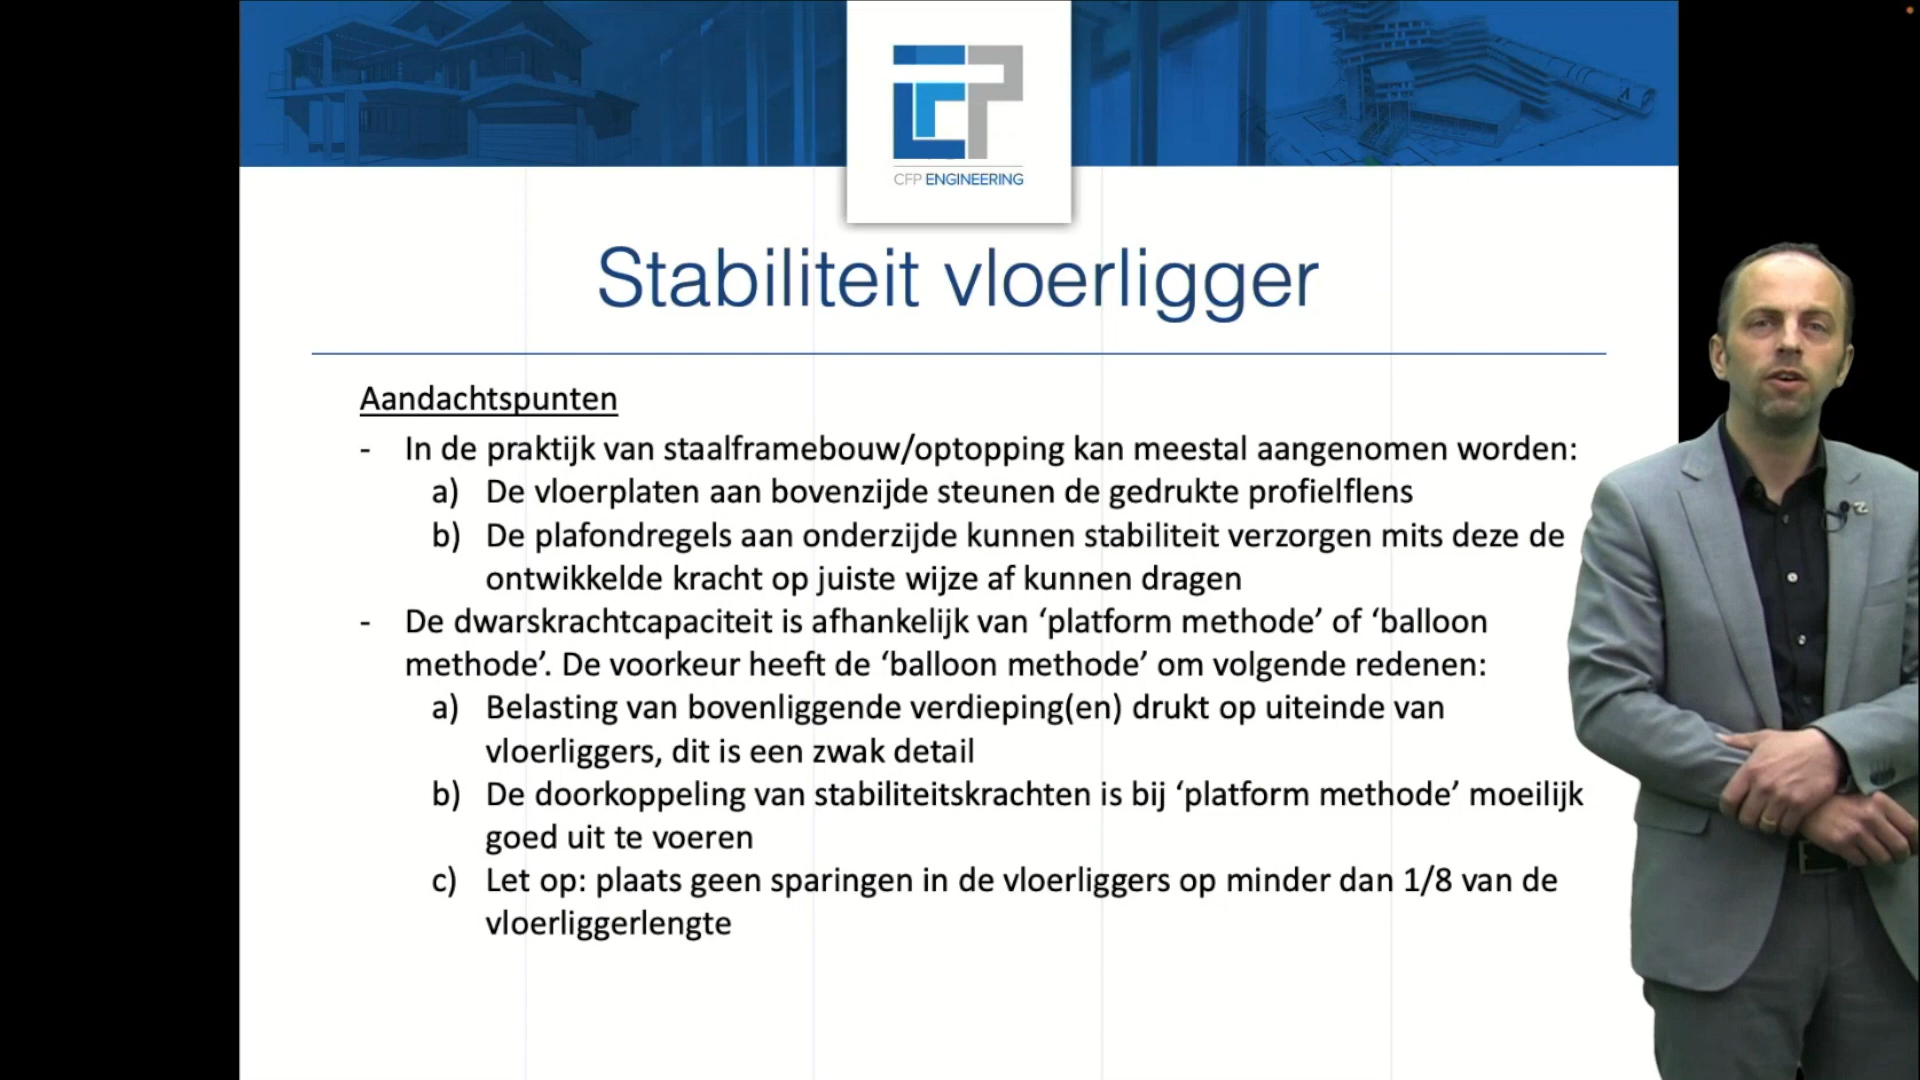 CFP ENGINEERING
Stabiliteit vloerligger
Aandachtspunten
- In de praktijk van staalframebouw/optopping kan meestal aangenomen worden:
a) De vloerplaten aan bovenzijde steunen de gedrukte profielflens
b) De plafondregels aan onderzijde kunnen stabiliteit verzorgen mits deze de
ontwikkelde kracht op juiste wijze af kunnen dragen
- De dwarskrachtcapaciteit is afhankelijk van ‘platform methode’ of ‘balloon
methode’. De voorkeur heeft de ‘balloon methode’ om volgende redenen:
a) Belasting van bovenliggende verdieping(en) drukt op uiteinde van
vloerliggers, dit is een zwak detail
b) De doorkoppeling van stabiliteitskrachten is bij ‘platform methode’ moeilijk
goed uit te voeren
c) Let op: plaats geen sparingen in de vloerliggers op minder dan 1/8 van de
vloerliggerlengte